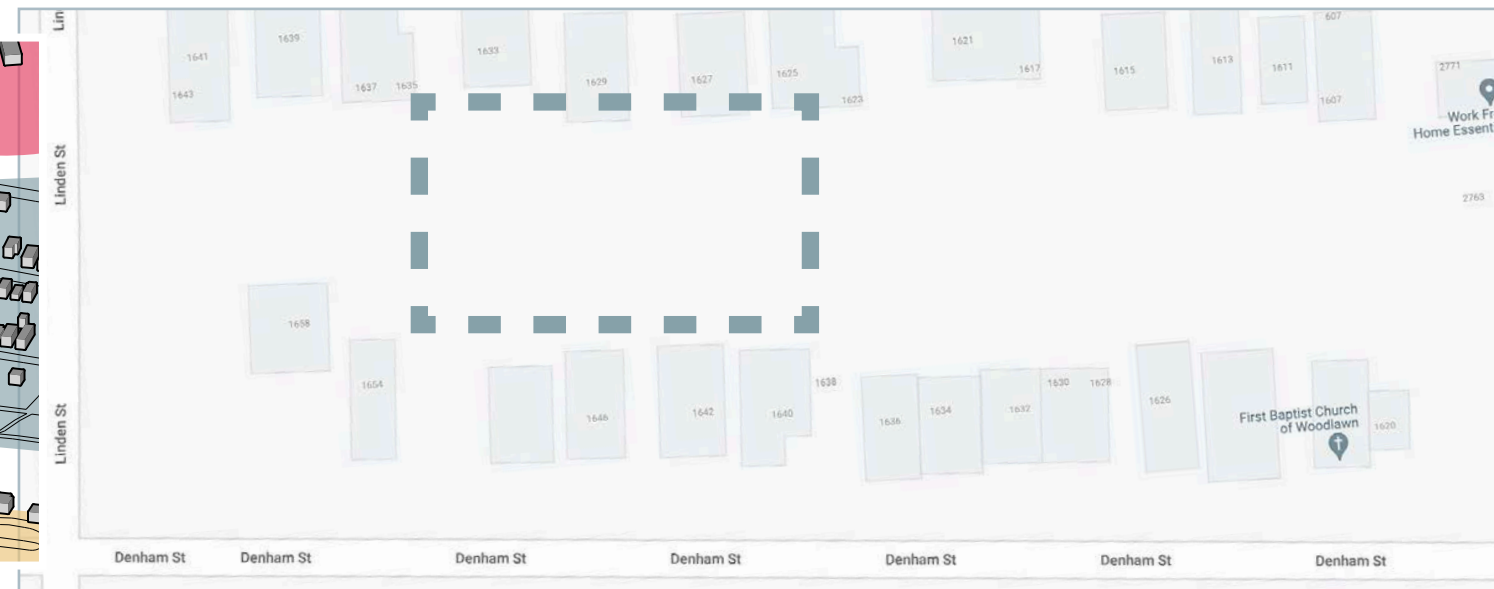 Lin
1641
1643
1639
1637
1635
1633
1629
1627
1625
1623
1621
1617
1615
1613
1611
607
1607
2771
Work Fr
Home Essent
2763
Linden St
1658
1654
1646
1642
1640
1638
1636
1634
1632
1630
1628
1626
First Baptist Church
of Woodlawn
1620
Linden St
Denham St
Denham St
Denham St
Denham St
Denham St
Denham St
Denham St